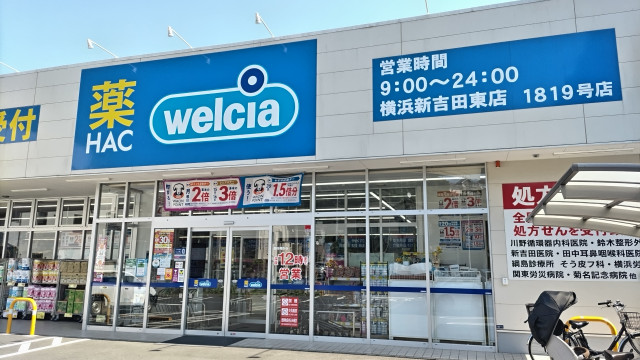 受付
薬
HAC
welcia
営業時間
9:00～24:00
横浜新吉田東店 1819号店
2倍 3倍
1.5倍分
12時
営業
処方
全
処方せんを受け
川野循環器内科医院・鈴木整形外
新吉田医院・田中耳鼻咽喉科医院
綱島診療所 そう皮フ科・横浜労
関東労災病院・菊名記念病院 他
welcia